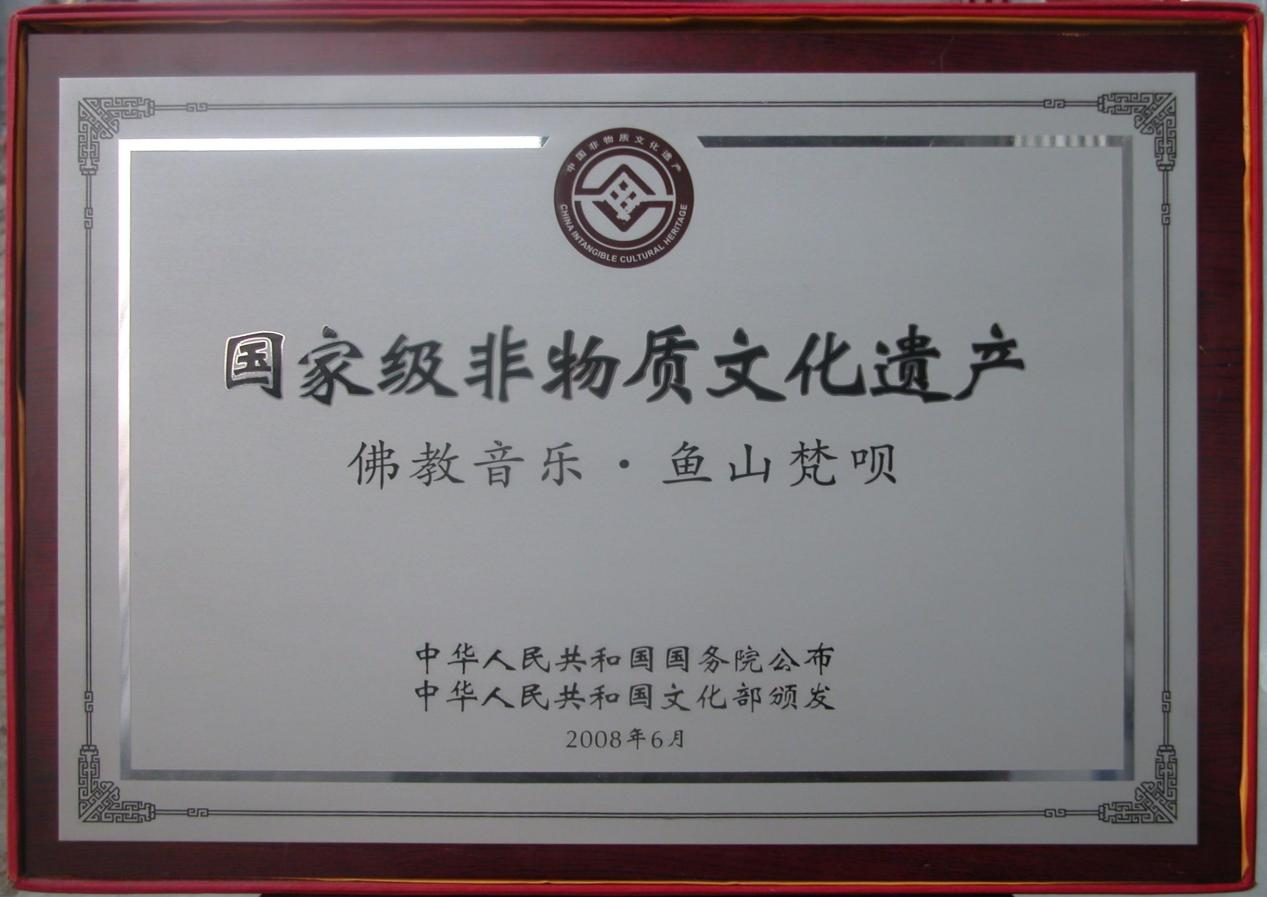 中国非物质文化遗产
CHINA INTANGIBLE CULTURAL HERITAGE
国家级非物质文化遗产
佛教音乐·鱼山梵呗
中华人民共和国国务院公布
中华人民共和国文化部颁发
2008年6月